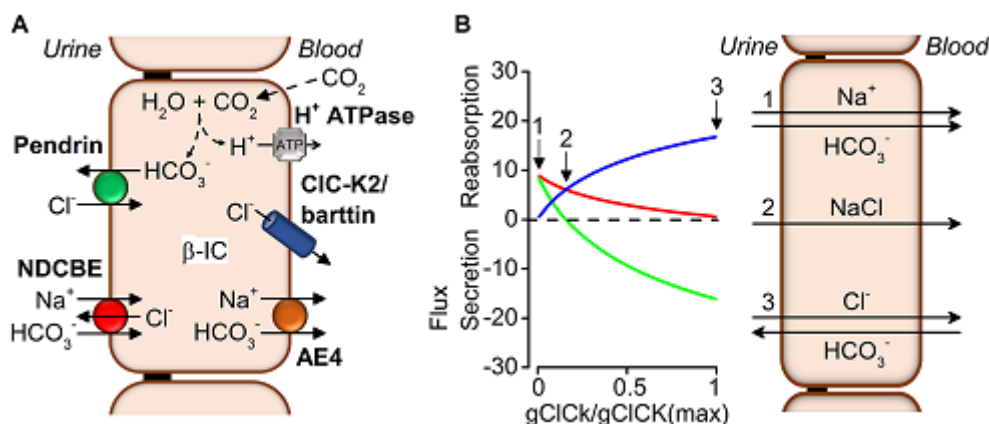 A
Urine
Blood
CO2
H2O + CO2
H+ ATPase
H+
ATP
Pendrin
HCO3-
Cl-
ClC-K2/
barttin
Cl-
β-IC
NDCBE
Na+
Cl-
HCO3-
Na+
HCO3-
AE4
B
Flux
Secretion
Reabsorption
30
20
10
0
-10
-20
-30
1
2
3
0
0.5
1
gClCk/gClCK(max)
Urine
Blood
1
Na+
HCO3-
2
NaCl
3
Cl-
HCO3-